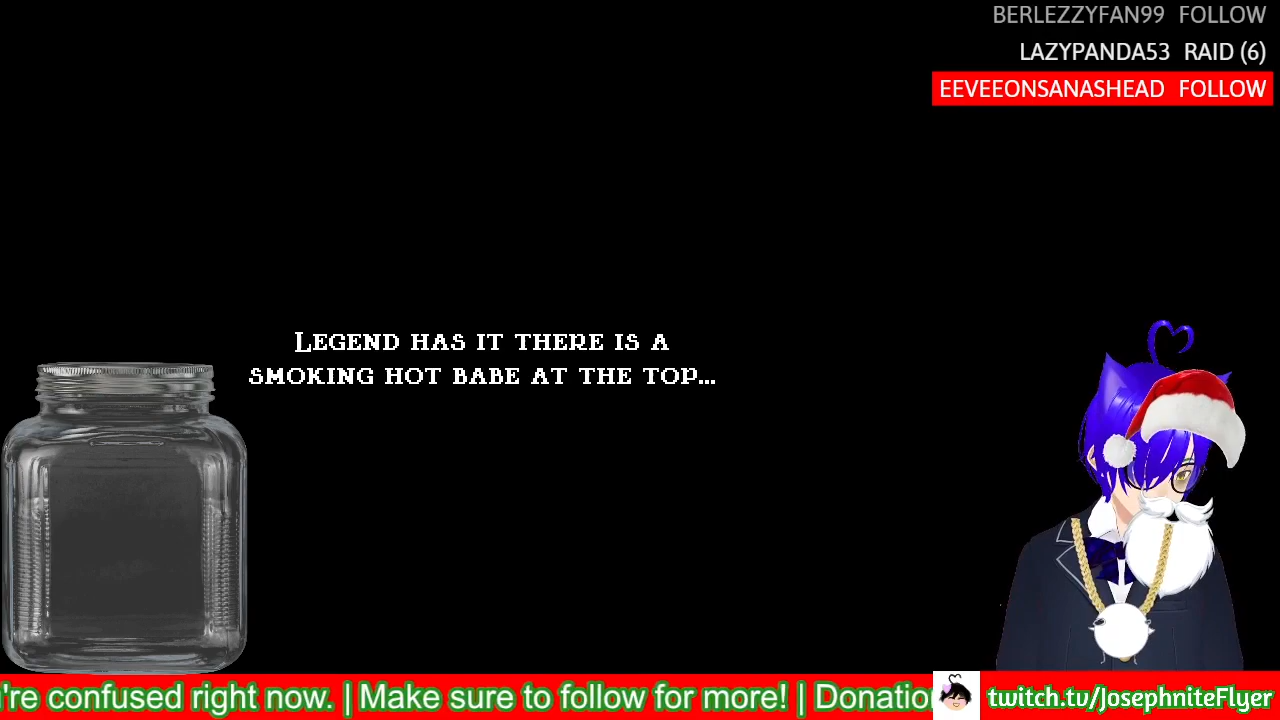 BERLEZZYFAN99 FOLLOW
LAZYPANDA53 RAID (6)
EEVEEONSANASHEAD FOLLOW
LEGEND HAS IT THERE IS A
SMOKING HOT BABE AT THE TOP...
're confused right now. | Make sure to follow for more! | Donation
twitch.tv/JosephniteFlyer